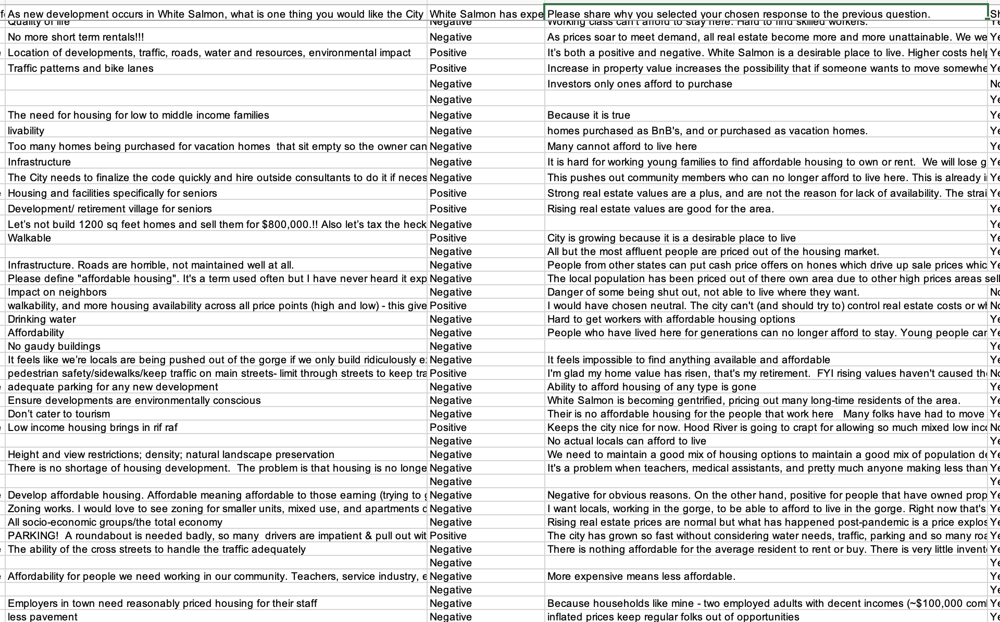 As new development occurs in White Salmon, what is one thing you would like the City White Salmon has expe Please share why you selected your chosen response to the previous question. Sh
Quality of life Negative Working class can't afford to stay here. Hard to find skilled workers. Ye
No more short term rentals!!! Negative As prices soar to meet demand, all real estate become more and more unattainable. We we Ye
e Location of developments, traffic, roads, water and resources, environmental impact Positive It's both a positive and negative. White Salmon is a desirable place to live. Higher costs help Ye
Traffic patterns and bike lanes Positive Increase in property value increases the possibility that if someone wants to move somewhe Ye
Negative Investors only ones afford to purchase No
Negative Ye
The need for housing for low to middle income families Negative Because it is true Ye
livability Negative homes purchased as BnB's, and or purchased as vacation homes. Ye
Too many homes being purchased for vacation homes  that sit empty so the owner can Negative Many cannot afford to live here Ye
Infrastructure Negative It is hard for working young families to find affordable housing to own or rent.  We will lose g Ye
The City needs to finalize the code quickly and hire outside consultants to do it if neces Negative This pushes out community members who can no longer afford to live here. This is already i Ye
e Housing and facilities specifically for seniors Positive Strong real estate values are a plus, and are not the reason for lack of availability. The strai Ye
Development/ retirement village for seniors Positive Rising real estate values are good for the area. Ye
Let's not build 1200 sq feet homes and sell them for $800,000.!! Also let's tax the heck Negative Ye
Walkable Positive City is growing because it is a desirable place to live Ye
Negative All but the most affluent people are priced out of the housing market. Ye
Infrastructure. Roads are horrible, not maintained well at all. Negative People from other states can put cash price offers on hones which drive up sale prices whic Ye
Please define "affordable housing". It's a term used often but I have never heard it exp Negative The local population has been priced out of there own area due to other high prices areas sell
Impact on neighbors Negative Danger of some being shut out, not able to live where they want. No
walkability, and more housing availability across all price points (high and low) - this give Positive I would have chosen neutral. The city can't (and should try to) control real estate costs or wh No
Drinking water Negative Hard to get workers with affordable housing options Ye
Affordability Negative People who have lived here for generations can no longer afford to stay. Young people can Ye
No gaudy buildings Negative Ye
It feels like we're locals are being pushed out of the gorge if we only build ridiculously ex Negative It feels impossible to find anything available and affordable Ye
pedestrian safety/sidewalks/keep traffic on main streets- limit through streets to keep tra Positive I'm glad my home value has risen, that's my retirement.  FYI rising values haven't caused the No
e adequate parking for any new development Negative Ability to afford housing of any type is gone Ye
Ensure developments are environmentally conscious Negative White Salmon is becoming gentrified, pricing out many long-time residents of the area. Ye
Don't cater to tourism Negative Their is no affordable housing for the people that work here   Many folks have had to move Ye
e Low income housing brings in rif raf Positive Keeps the city nice for now. Hood River is going to crapt for allowing so much mixed low inco No
Negative No actual locals can afford to live Ye
Height and view restrictions; density; natural landscape preservation Negative We need to maintain a good mix of housing options to maintain a good mix of population de Ye
There is no shortage of housing development.  The problem is that housing is no longe Negative It's a problem when teachers, medical assistants, and pretty much anyone making less than Ye
Negative Ye
e Develop affordable housing. Affordable meaning affordable to those earning (trying to g Negative Negative for obvious reasons. On the other hand, positive for people that have owned prop Ye
Zoning works. I would love to see zoning for smaller units, mixed use, and apartments Negative I want locals, working in the gorge, to be able to afford to live in the gorge. Right now that's Ye
All socio-economic groups/the total economy Negative Rising real estate prices are normal but what has happened post-pandemic is a price explos Ye
PARKING!  A roundabout is needed badly, so many  drivers are impatient & pull out wit Positive The city has grown so fast without considering water needs, traffic, parking and so many roa Ye
e The ability of the cross streets to handle the traffic adequately Negative There is nothing affordable for the average resident to rent or buy. There is very little invent Ye
Negative Ye
e Affordability for people we need working in our community. Teachers, service industry, e Negative More expensive means less affordable. Ye
Negative Ye
Employers in town need reasonably priced housing for their staff Negative Because households like mine - two employed adults with decent incomes (~$100,000 com Ye
less pavement Negative inflated prices keep regular folks out of opportunities Ye